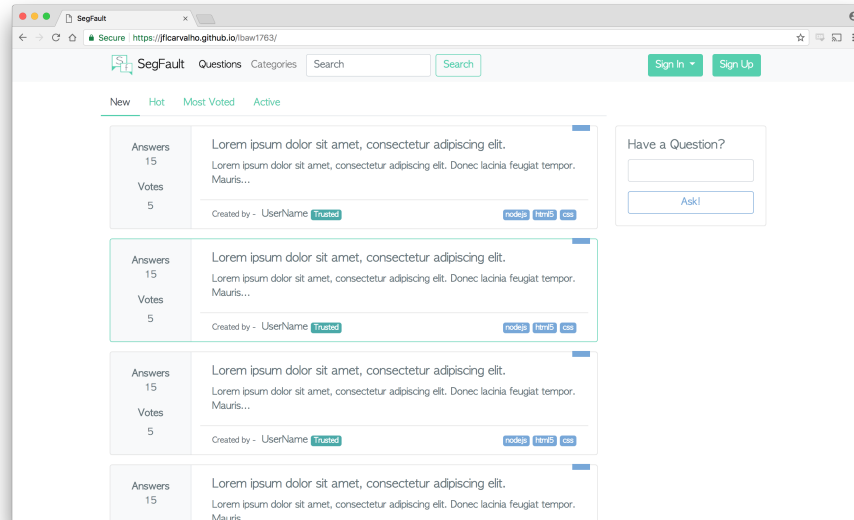 SegFault
Secure https://jflcarvalho.github.io/lbaw1763/
SegFault Questions Categories Search Search Sign In Sign Up
New Hot Most Voted Active
Answers
15
Votes
5
Lorem ipsum dolor sit amet, consectetur adipiscing elit.
Lorem ipsum dolor sit amet, consectetur adipiscing elit. Donec lacinia feugiat tempor.
Mauris...
Created by - UserName Trusted nodejs html5 css
Have a Question?
Ask!
Answers
15
Votes
5
Lorem ipsum dolor sit amet, consectetur adipiscing elit.
Lorem ipsum dolor sit amet, consectetur adipiscing elit. Donec lacinia feugiat tempor.
Mauris...
Created by - UserName Trusted nodejs html5 css
Answers
15
Votes
5
Lorem ipsum dolor sit amet, consectetur adipiscing elit.
Lorem ipsum dolor sit amet, consectetur adipiscing elit. Donec lacinia feugiat tempor.
Mauris...
Created by - UserName Trusted nodejs html5 css
Answers
15
Lorem ipsum dolor sit amet, consectetur adipiscing elit.
Lorem ipsum dolor sit amet, consectetur adipiscing elit. Donec lacinia feugiat tempor.
Mauris